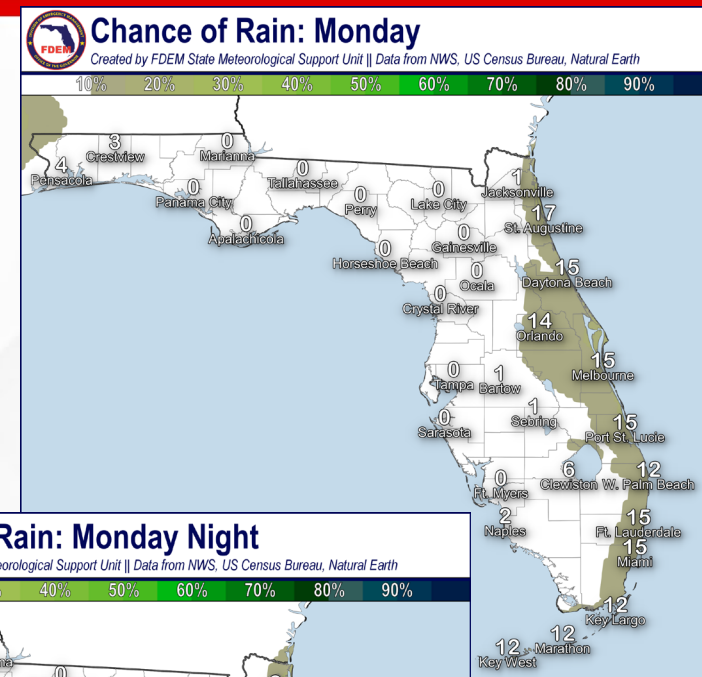 FDEM
Chance of Rain: Monday
Created by FDEM State Meteorological Support Unit || Data from NWS, US Census Bureau, Natural Earth
10% 20% 30% 40% 50% 60% 70% 80% 90%
3
Crestview
0
Marianna
4
Pensacola
0
Tallahassee
1
Jacksonville
0
Panama City
0
Perry
0
Lake City
17
St. Augustine
0
Apalachicola
0
Gainesville
0
Horseshoe Beach
0
Ocala
15
Daytona Beach
0
Crystal River
14
Orlando
15
Melbourne
0
Tampa
1
Bartow
1
Sebring
0
Sarasota
15
Port St. Lucie
6
Clewiston
12
W. Palm Beach
0
Ft. Myers
2
Naples
15
Ft. Lauderdale
15
Miami
12
Key Largo
12
Marathon
12
Key West
Rain: Monday Night
eorological Support Unit || Data from NWS, US Census Bureau, Natural Earth
40% 50% 60% 70% 80% 90%
na
0